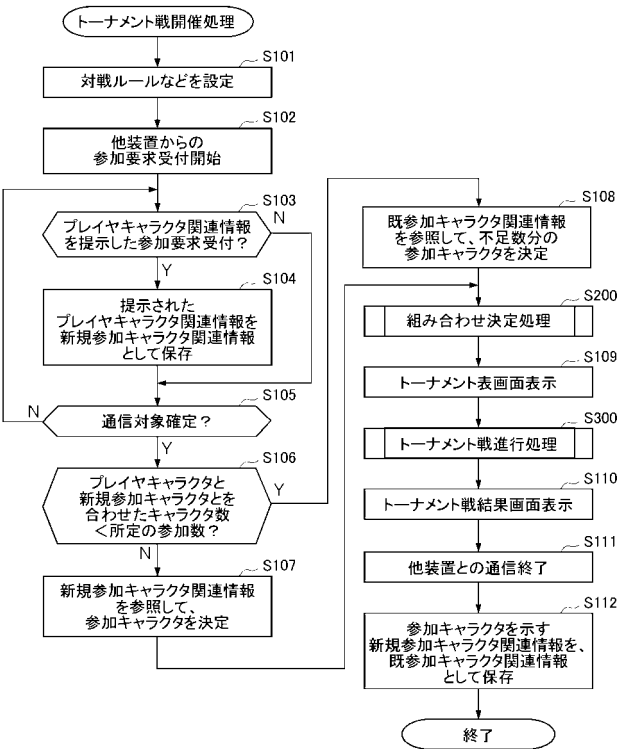 トーナメント戦開催処理
S101
対戦ルールなどを設定
S102
他装置からの
参加要求受付開始
S103
プレイヤキャラクタ関連情報
を提示した参加要求受付？
N
Y
S104
提示された
プレイヤキャラクタ関連情報を
新規参加キャラクタ関連情報
として保存
S105
N
通信対象確定？
Y
S106
プレイヤキャラクタと
新規参加キャラクタとを
合わせたキャラクタ数
＜所定の参加数？
Y
N
S107
新規参加キャラクタ関連情報
を参照して、
参加キャラクタを決定
S108
既参加キャラクタ関連情報
を参照して、不足数分の
参加キャラクタを決定
S200
組み合わせ決定処理
S109
トーナメント表画面表示
S300
トーナメント戦進行処理
S110
トーナメント戦結果画面表示
S111
他装置との通信終了
S112
参加キャラクタを示す
新規参加キャラクタ関連情報を、
既参加キャラクタ関連情報
として保存
終了